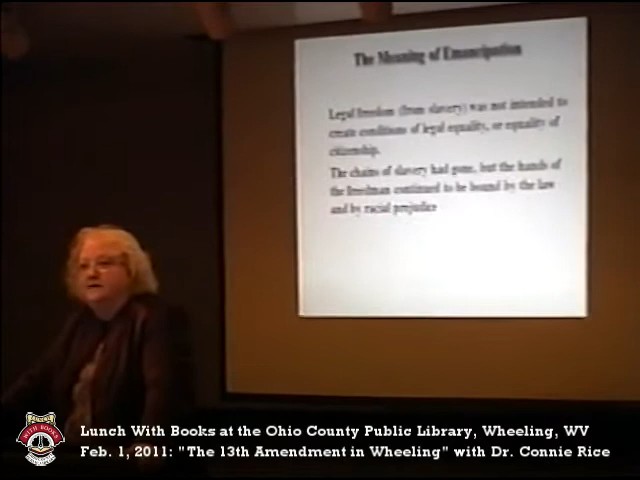 The Meaning of Emancipation
Legal freedom (from slavery) was not intended to
create conditions of legal equality, or equality of
citizenship.
The chains of slavery had gone, but the hands of
the freedman continued to be bound by the law
and by racial prejudice
LUNCH
WITH BOOKS
Lunch With Books at the Ohio County Public Library, Wheeling, WV
Feb. 1, 2011: "The 13th Amendment in Wheeling" with Dr. Connie Rice